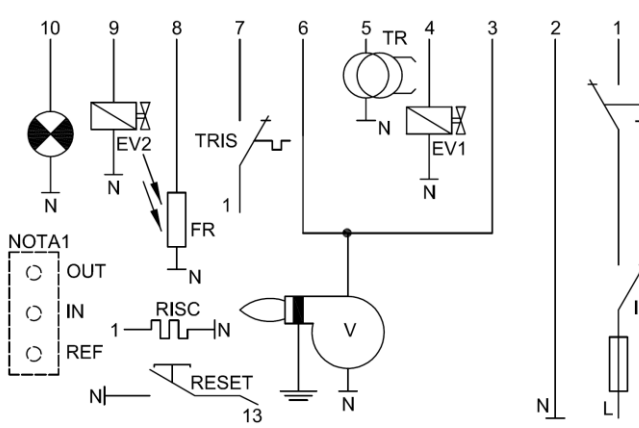 10 9 8 7 6 5 4 3 2 1
TR
N
TRIS
EV2
EV1
N
N
N
1
FR
NOTA1
N
OUT
IN
REF
RISC
1 N
V
RESET
N
13
N
N
L